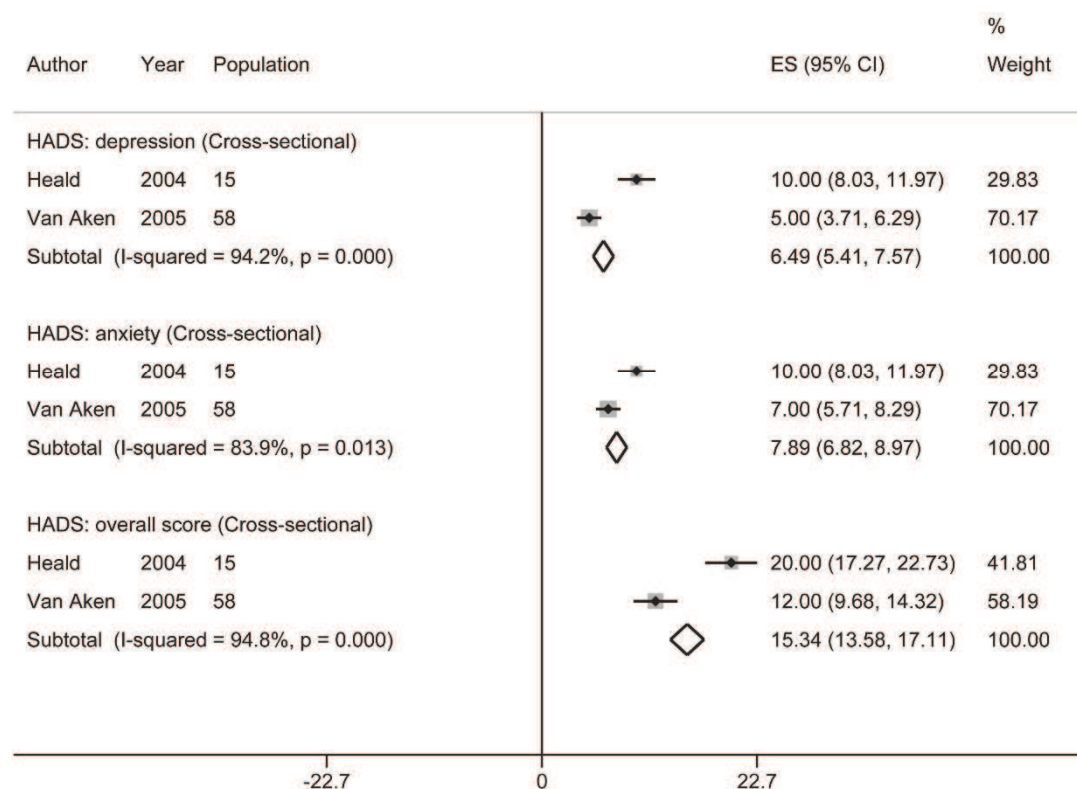 %
Author Year Population ES (95% CI) Weight
HADS: depression (Cross-sectional)
Heald 2004 15 10.00 (8.03, 11.97) 29.83
Van Aken 2005 58 5.00 (3.71, 6.29) 70.17
Subtotal (I-squared = 94.2%, p = 0.000) 6.49 (5.41, 7.57) 100.00
HADS: anxiety (Cross-sectional)
Heald 2004 15 10.00 (8.03, 11.97) 29.83
Van Aken 2005 58 7.00 (5.71, 8.29) 70.17
Subtotal (I-squared = 83.9%, p = 0.013) 7.89 (6.82, 8.97) 100.00
HADS: overall score (Cross-sectional)
Heald 2004 15 20.00 (17.27, 22.73) 41.81
Van Aken 2005 58 12.00 (9.68, 14.32) 58.19
Subtotal (I-squared = 94.8%, p = 0.000) 15.34 (13.58, 17.11) 100.00
-22.7 0 22.7